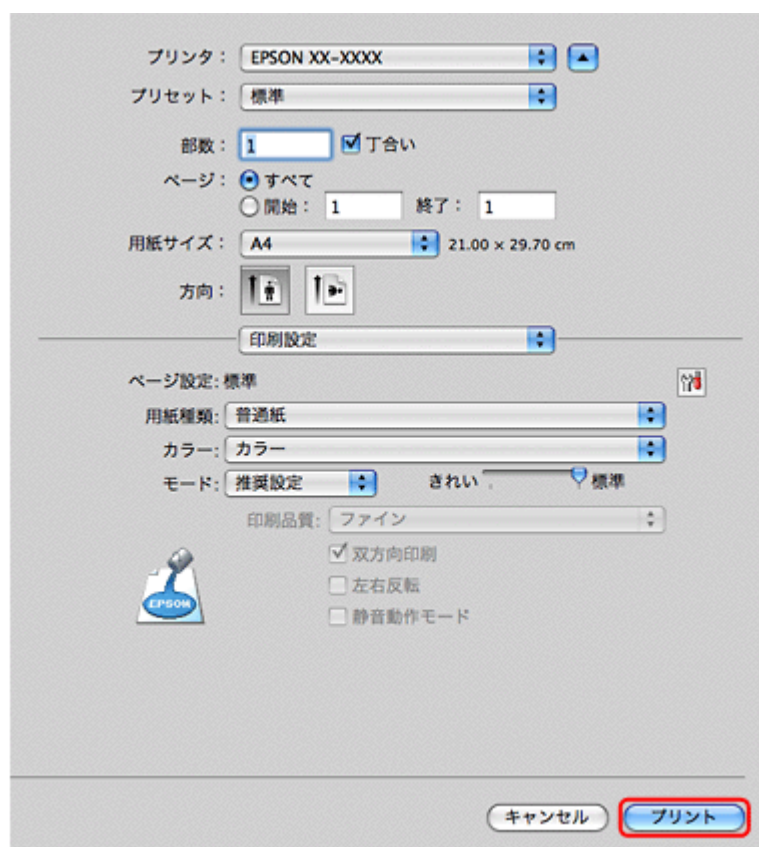 プリンタ： EPSON XX-XXXX
プリセット： 標準
部数： 1 丁合い
ページ： すべて
開始： 1 終了： 1
用紙サイズ： A4 21.00 × 29.70 cm
方向：
印刷設定
ページ設定: 標準
用紙種類: 普通紙
カラー: カラー
モード: 推奨設定 きれい 標準
印刷品質: ファイン
双方向印刷
左右反転
EPSON
静音動作モード
キャンセル プリント